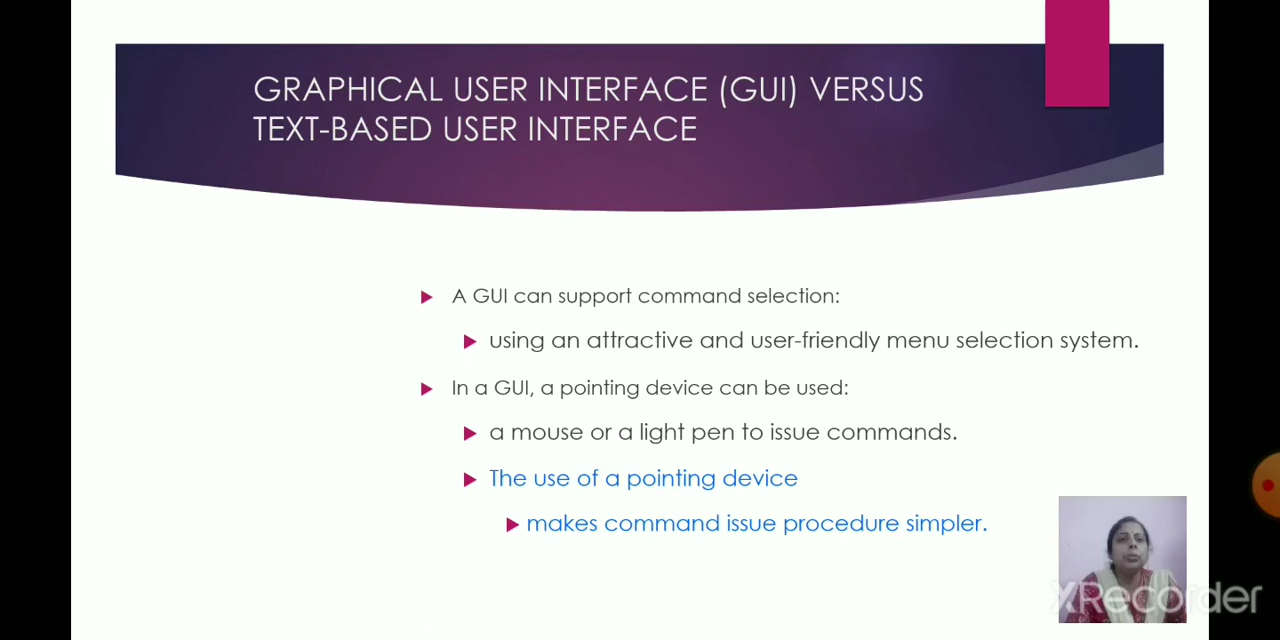 GRAPHICAL USER INTERFACE (GUI) VERSUS
TEXT-BASED USER INTERFACE
A GUI can support command selection:
using an attractive and user-friendly menu selection system.
In a GUI, a pointing device can be used:
a mouse or a light pen to issue commands.
The use of a pointing device
makes command issue procedure simpler.
XRecorder